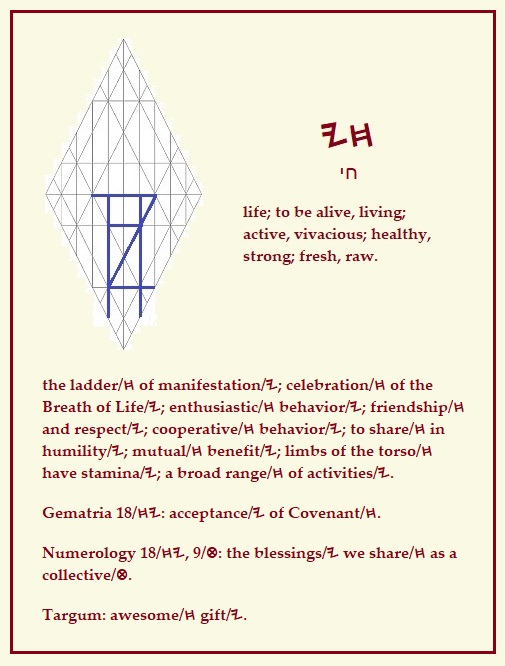 𐤇𐤉
חי
life; to be alive, living;
active, vivacious; healthy,
strong; fresh, raw.
the ladder/𐤇 of manifestation/𐤉; celebration/𐤇 of the
Breath of Life/𐤉; enthusiastic/𐤇 behavior/𐤉; friendship/𐤇
and respect/𐤉; cooperative/𐤇 behavior/𐤉; to share/𐤇 in
humility/𐤉; mutual/𐤇 benefit/𐤉; limbs of the torso/𐤇
have stamina/𐤉; a broad range/𐤇 of activities/𐤉.
Gematria 18/𐤉𐤇: acceptance/𐤉 of Covenant/𐤇.
Numerology 18/𐤉𐤇, 9/𐤈: the blessings/𐤉 we share/𐤇 as a
collective/𐤈.
Targum: awesome/𐤇 gift/𐤉.